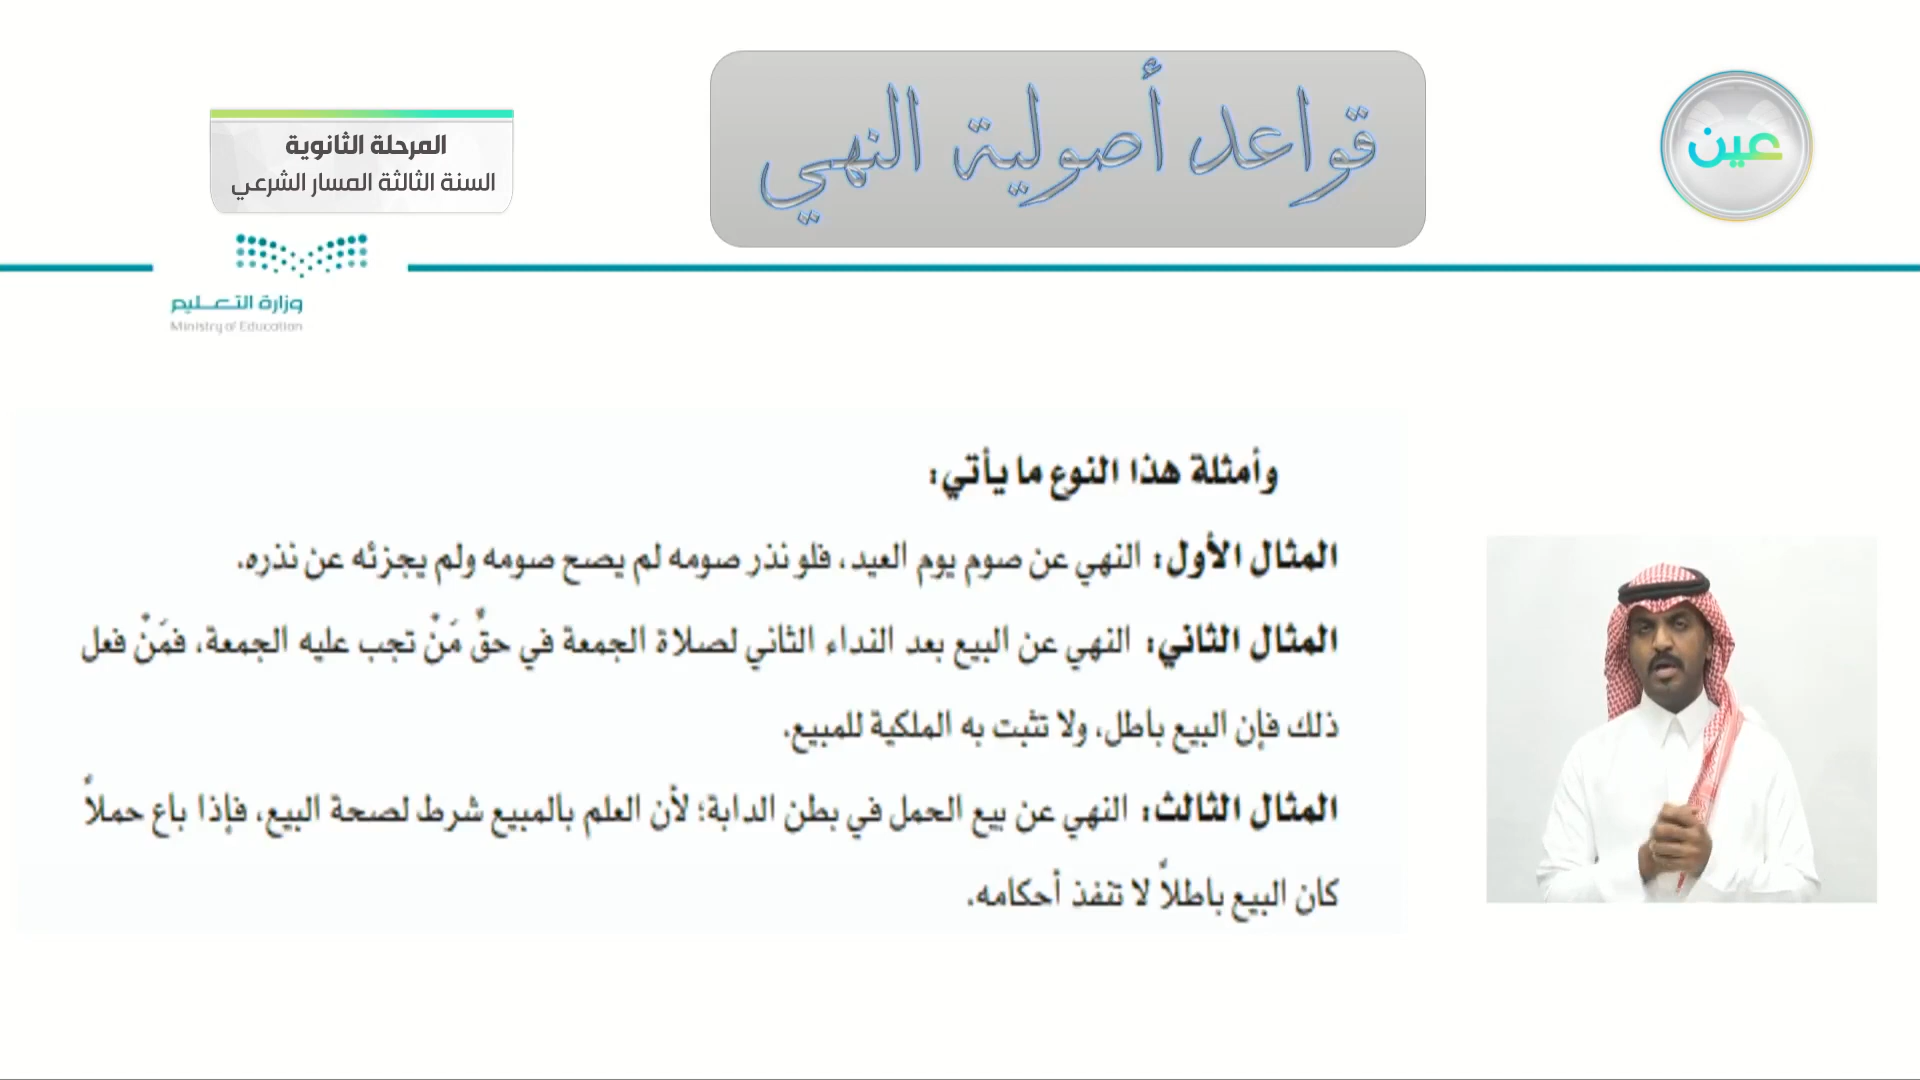 قواعد أصولية النهي
عين
المرحلة الثانوية
السنة الثالثة المسار الشرعي
وزارة التعليم
Ministry of Education
وأمثلة هذا النوع ما يأتي:
المثال الأول: النهي عن صوم يوم العيد، فلو نذر صومه لم يصح صومه ولم يجزئه عن نذره.
المثال الثاني: النهي عن البيع بعد النداء الثاني لصلاة الجمعة في حقِّ مَنْ تجب عليه الجمعة، فمَنْ فعل
ذلك فإن البيع باطل، ولا تثبت به الملكية للمبيع.
المثال الثالث: النهي عن بيع الحمل في بطن الدابة؛ لأن العلم بالمبيع شرط لصحة البيع، فإذا باع حملاً
كان البيع باطلاً لا تنفذ أحكامه.